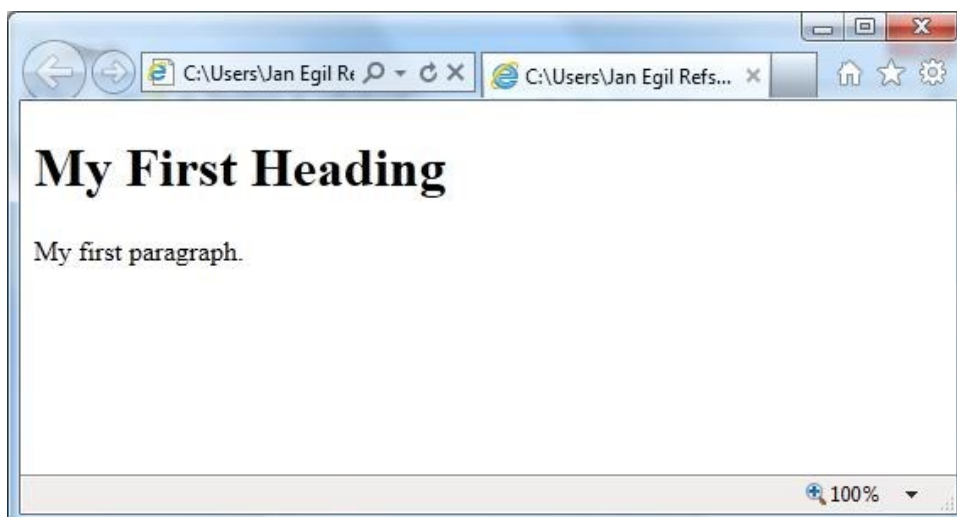 C:\Users\Jan Egil Re
C:\Users\Jan Egil Refs...
My First Heading
My first paragraph.
100%